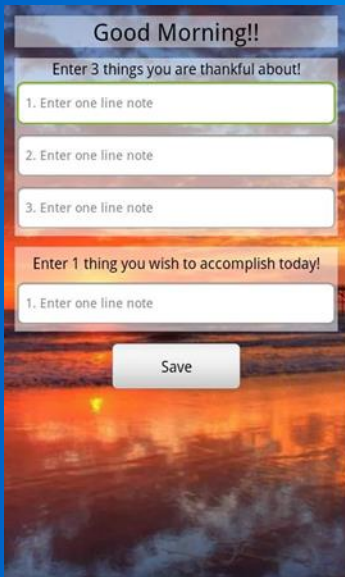 Good Morning!!
Enter 3 things you are thankful about!
1. Enter one line note
2. Enter one line note
3. Enter one line note
Enter 1 thing you wish to accomplish today!
1. Enter one line note
Save